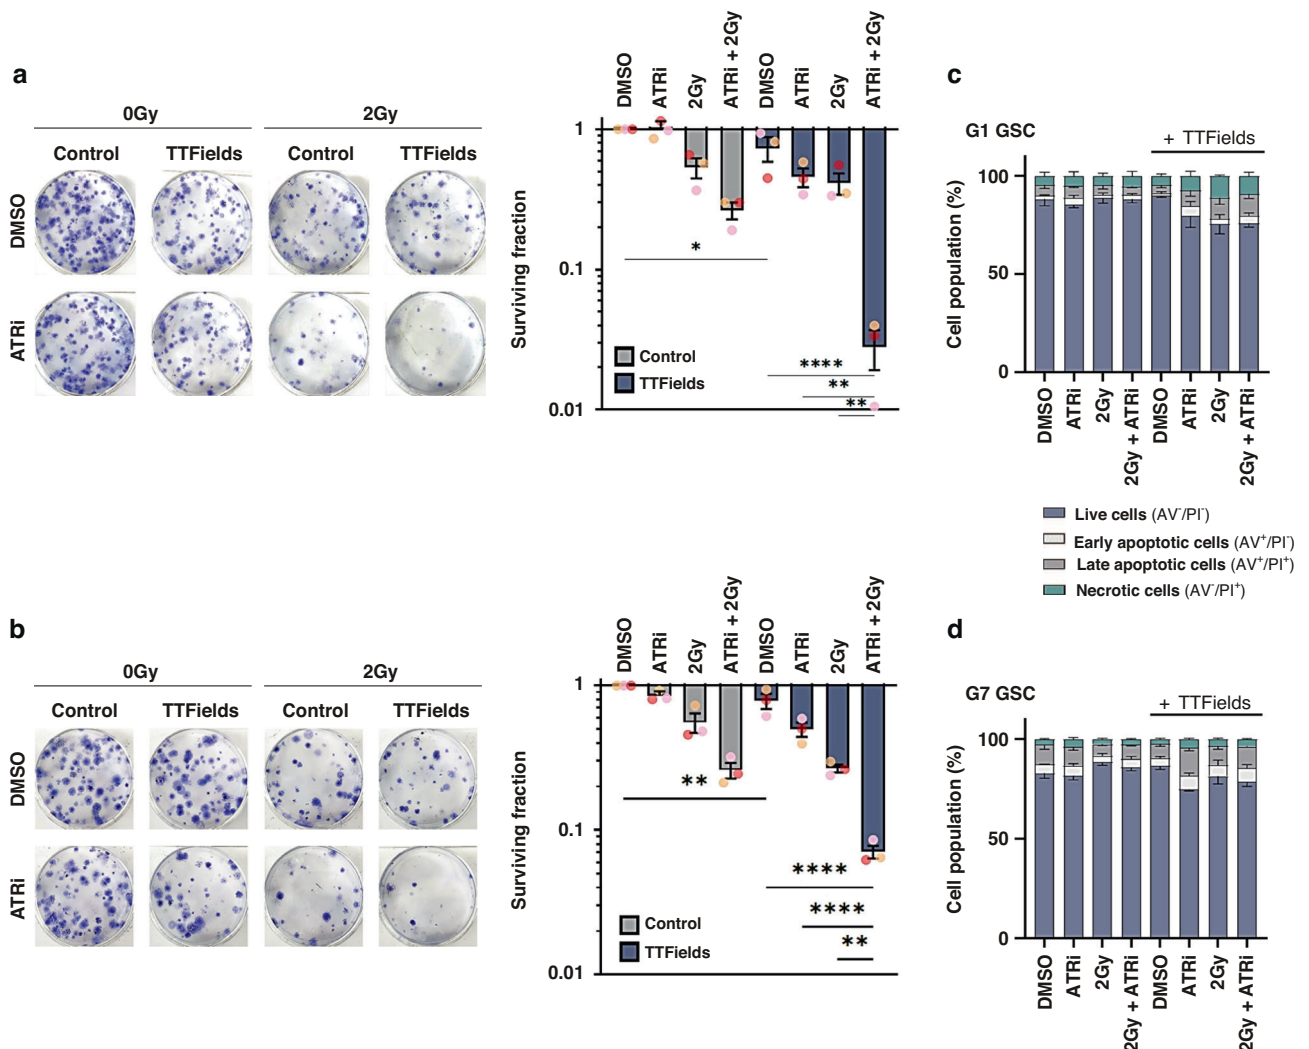 a
0Gy
2Gy
Control
TTFields
Control
TTFields
DMSO
ATRi
DMSO
ATRi
2Gy
ATRi + 2Gy
DMSO
ATRi
2Gy
ATRi + 2Gy
Surviving fraction
1
0.1
0.01
*
****
**
**
Control
TTFields
c
G1 GSC
+ TTFields
Cell population (%)
100
50
0
DMSO
ATRi
2Gy
2Gy + ATRi
DMSO
ATRi
2Gy
2Gy + ATRi
Live cells (AV⁻/PI⁻)
Early apoptotic cells (AV⁺/PI⁻)
Late apoptotic cells (AV⁺/PI⁺)
Necrotic cells (AV⁻/PI⁺)
b
0Gy
2Gy
Control
TTFields
Control
TTFields
DMSO
ATRi
DMSO
ATRi
2Gy
ATRi + 2Gy
DMSO
ATRi
2Gy
ATRi + 2Gy
Surviving fraction
1
0.1
0.01
**
****
****
**
Control
TTFields
d
G7 GSC
+ TTFields
Cell population (%)
100
50
0
DMSO
ATRi
2Gy
2Gy + ATRi
DMSO
ATRi
2Gy
2Gy + ATRi